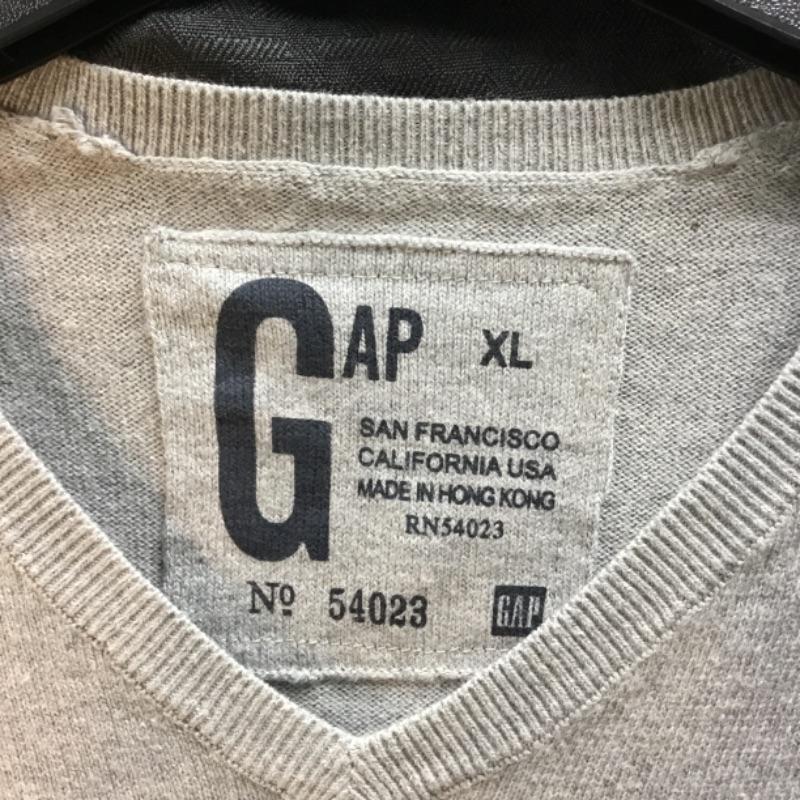 GAP XL
SAN FRANCISCO
CALIFORNIA USA
MADE IN HONG KONG
RN54023
Nº 54023 GAP